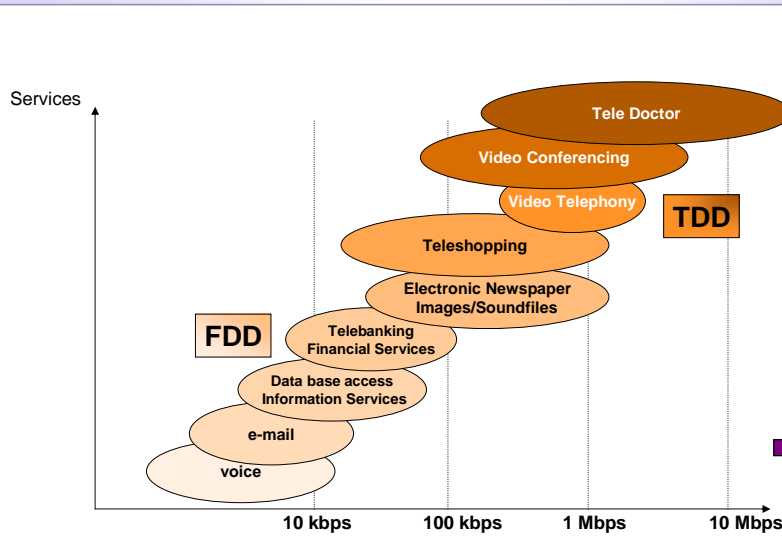 Services
Tele Doctor
Video Conferencing
Video Telephony
TDD
Teleshopping
Electronic Newspaper
Images/Soundfiles
FDD
Telebanking
Financial Services
Data base access
Information Services
e-mail
voice
10 kbps
100 kbps
1 Mbps
10 Mbps